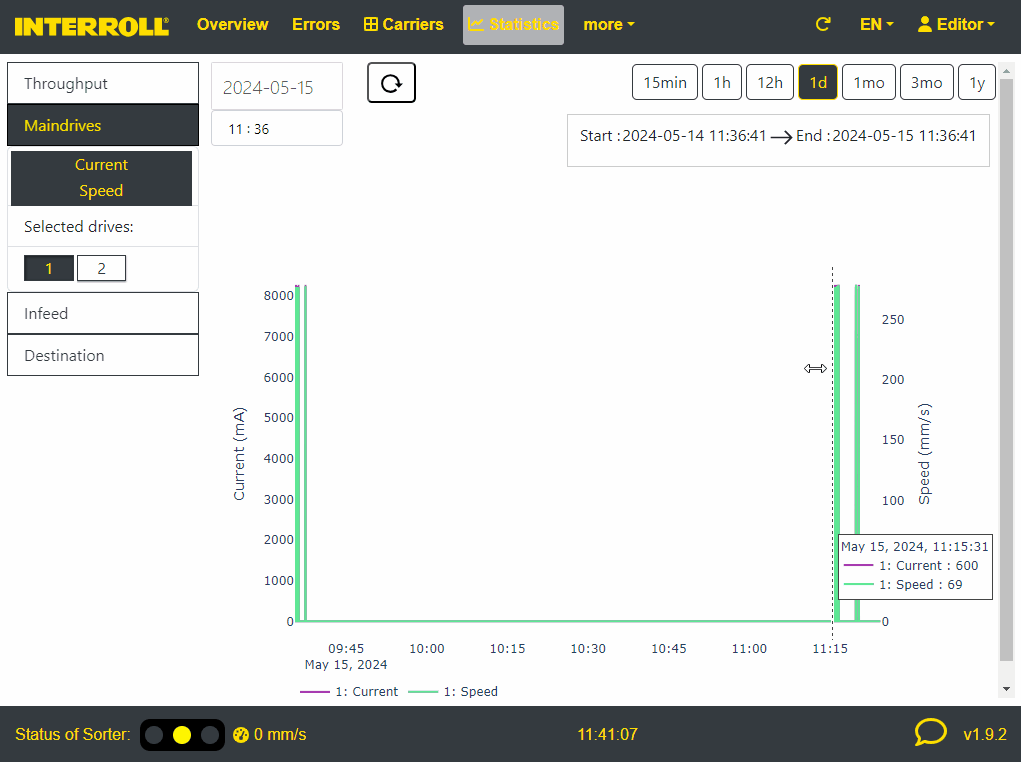 INTERROLL® Overview Errors Carriers Statistics more EN Editor
Throughput
Maindrives
Current
Speed
Selected drives:
1 2
Infeed
Destination
2024-05-15
11 : 36
15min 1h 12h 1d 1mo 3mo 1y
Start :2024-05-14 11:36:41 End :2024-05-15 11:36:41
8000
7000
6000
5000
4000
3000
2000
1000
0
Current (mA)
250
200
150
100
0
Speed (mm/s)
May 15, 2024, 11:15:31
1: Current : 600
1: Speed : 69
09:45 10:00 10:15 10:30 10:45 11:00 11:15
May 15, 2024
1: Current 1: Speed
Status of Sorter: 0 mm/s 11:41:07 v1.9.2